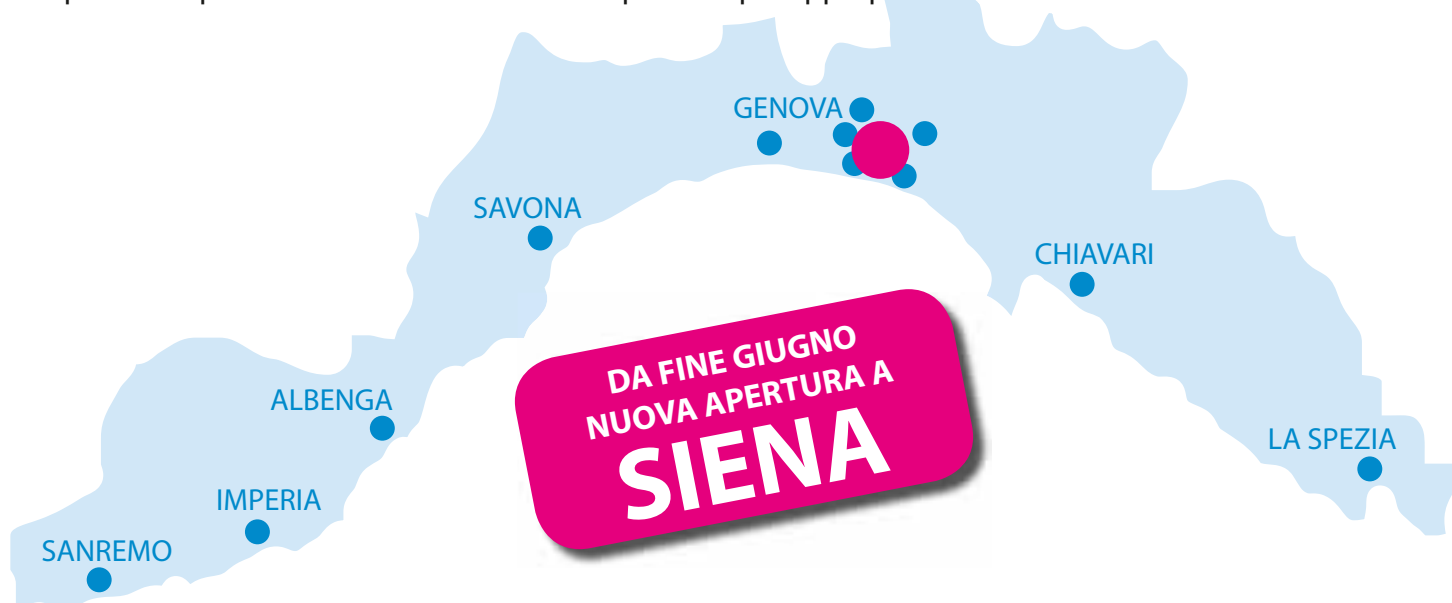 GENOVA
SAVONA
CHIAVARI
DA FINE GIUGNO
NUOVA APERTURA A
SIENA
ALBENGA
LA SPEZIA
IMPERIA
SANREMO